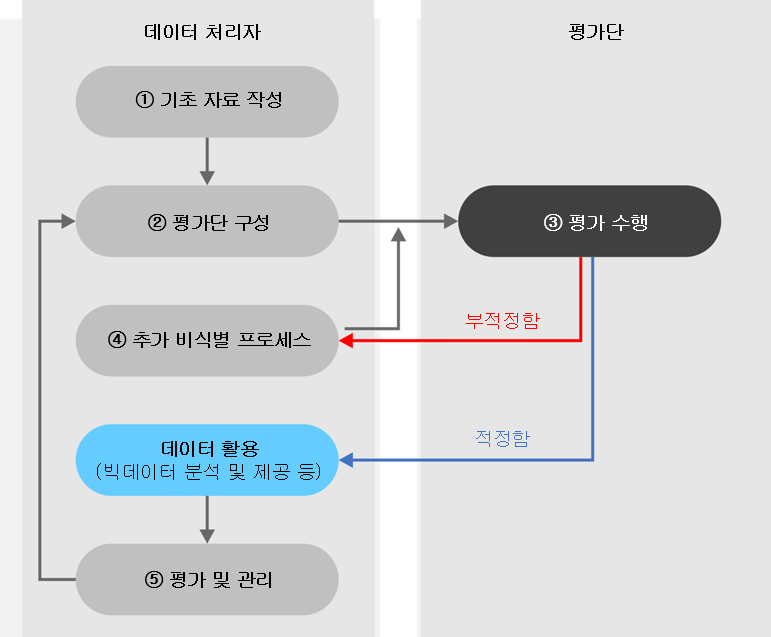 데이터 처리자
평가단
① 기초 자료 작성
② 평가단 구성
③ 평가 수행
부적정함
④ 추가 비식별 프로세스
적정함
데이터 활용
(빅데이터 분석 및 제공 등)
⑤ 평가 및 관리